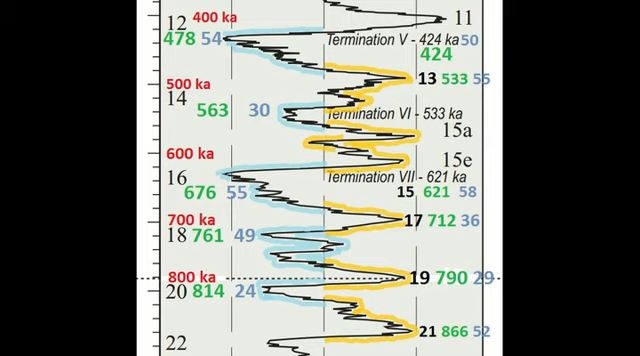 12 400 ka 11
478 54 Termination V - 424 ka 50
424
500 ka 13 533 55
14
563 30 Termination VI - 533 ka
15a
600 ka 15e
16 Termination VII - 621 ka
676 55 15 621 58
700 ka 17 712 36
18 761 49
800 ka 19 790 29
20 814 24
21 866 52
22